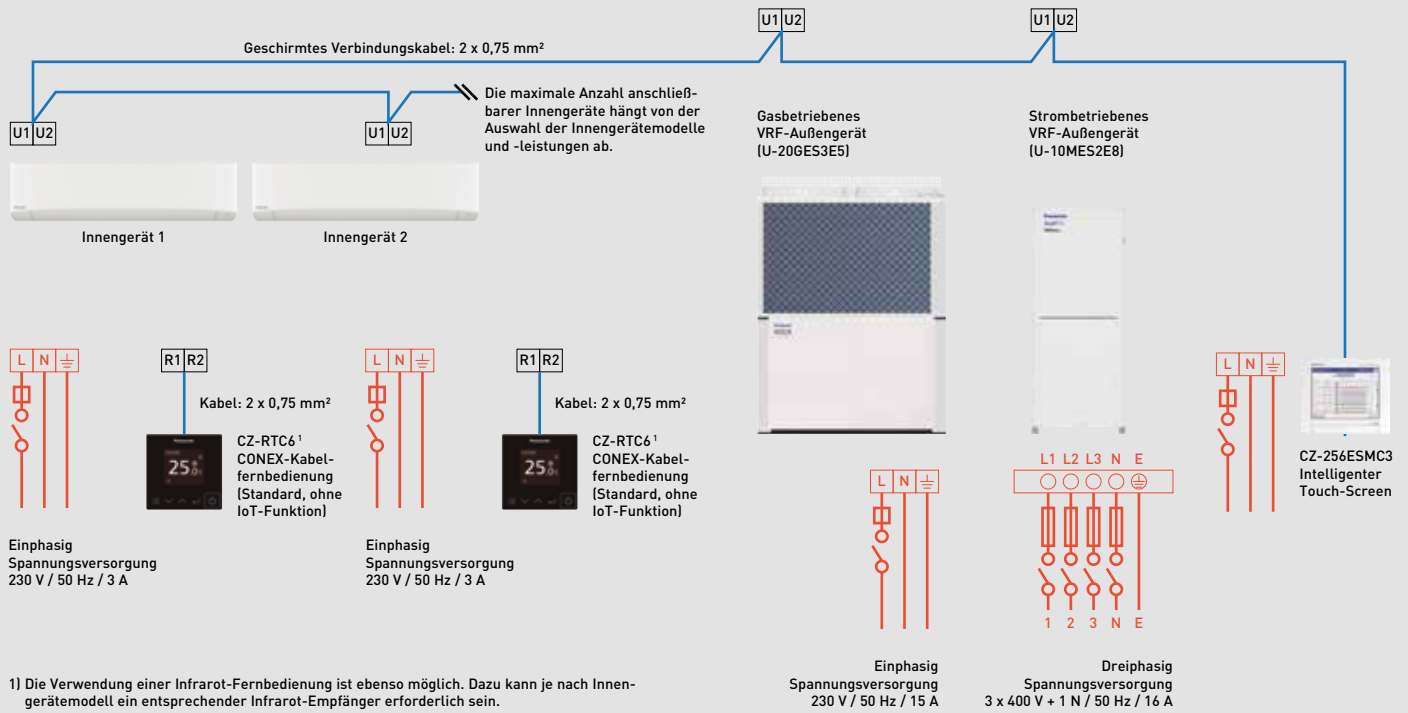 U1 U2
U1 U2
Geschirmtes Verbindungskabel: 2 x 0,75 mm²
U1 U2
U1 U2
Die maximale Anzahl anschließ-
barer Innengeräte hängt von der
Auswahl der Innengerätemodelle
und -leistungen ab.
Gasbetriebenes
VRF-Außengerät
(U-20GES3E5)
Strombetriebenes
VRF-Außengerät
(U-10MES2E8)
Innengerät 1
Innengerät 2
L N
R1 R2
Kabel: 2 x 0,75 mm²
Panasonic
25
CZ-RTC6 ¹
CONEX-Kabel-
fernbedienung
(Standard, ohne
IoT-Funktion)
L N
R1 R2
Kabel: 2 x 0,75 mm²
Panasonic
25
CZ-RTC6 ¹
CONEX-Kabel-
fernbedienung
(Standard, ohne
IoT-Funktion)
L N
CZ-256ESMC3
Intelligenter
Touch-Screen
Einphasig
Spannungsversorgung
230 V / 50 Hz / 3 A
Einphasig
Spannungsversorgung
230 V / 50 Hz / 3 A
L N
L1 L2 L3 N E
1 2 3 N E
Einphasig
Spannungsversorgung
230 V / 50 Hz / 15 A
Dreiphasig
Spannungsversorgung
3 x 400 V + 1 N / 50 Hz / 16 A
1) Die Verwendung einer Infrarot-Fernbedienung ist ebenso möglich. Dazu kann je nach Innen-
gerätemodell ein entsprechender Infrarot-Empfänger erforderlich sein.